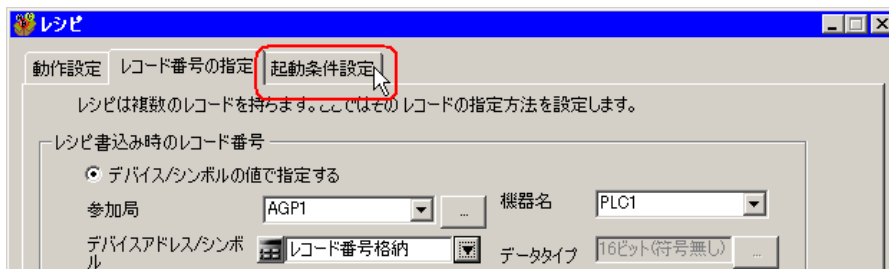 レシピ
動作設定 レコード番号の指定 起動条件設定
レシピは複数のレコードを持ちます。ここではそのレコードの指定方法を設定します。
レシピ書込み時のレコード番号
デバイス/シンボルの値で指定する
参加局 AGP1 ... 機器名 PLC1
デバイスアドレス/シンボル レコード番号格納 データタイプ 16ビット(符号無し) ...